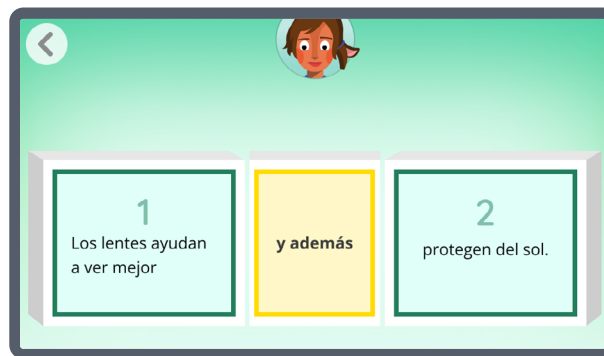 1
Los lentes ayudan
a ver mejor
y además
2
protegen del sol.